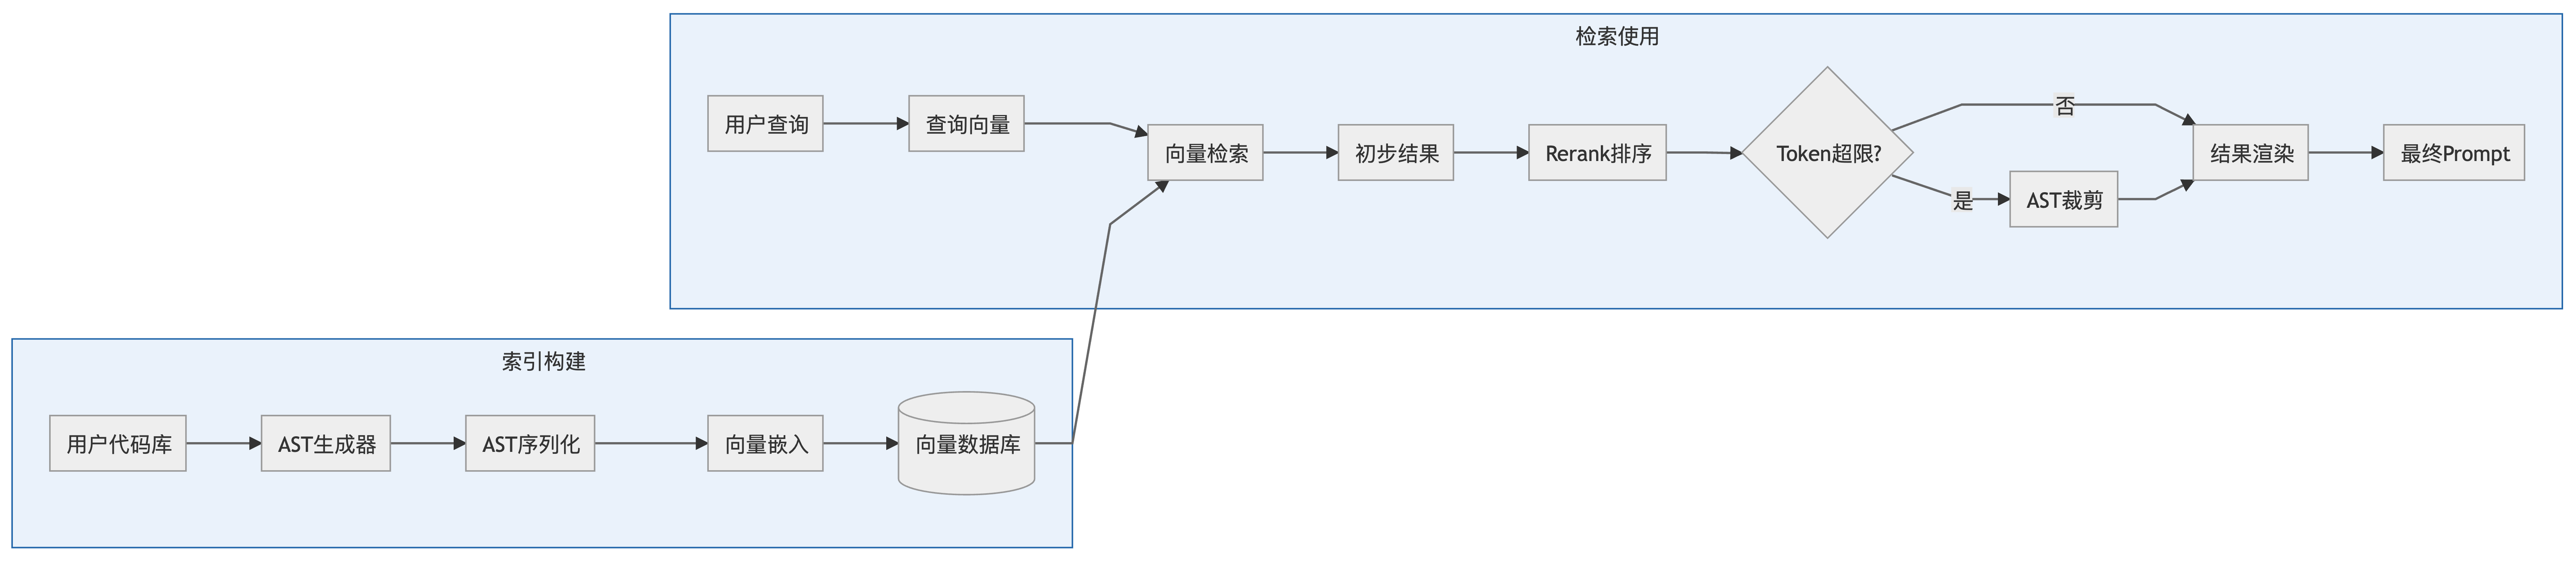 检索使用
用户查询
查询向量
向量检索
初步结果
Rerank排序
Token超限?
否
是
AST裁剪
结果渲染
最终Prompt
索引构建
用户代码库
AST生成器
AST序列化
向量嵌入
向量数据库